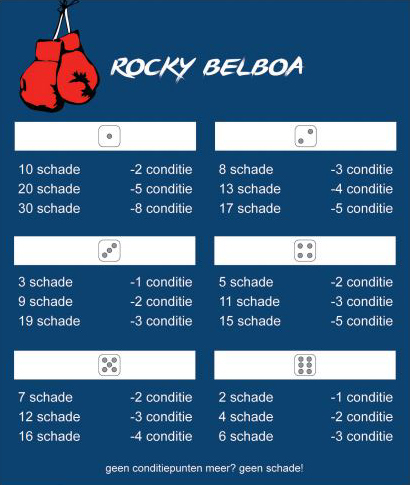 ROCKY BELBOA
10 schade -2 conditie
20 schade -5 conditie
30 schade -8 conditie
8 schade -3 conditie
13 schade -4 conditie
17 schade -5 conditie
3 schade -1 conditie
9 schade -2 conditie
19 schade -3 conditie
5 schade -2 conditie
11 schade -3 conditie
15 schade -5 conditie
7 schade -2 conditie
12 schade -3 conditie
16 schade -4 conditie
2 schade -1 conditie
4 schade -2 conditie
6 schade -3 conditie
geen conditiepunten meer? geen schade!